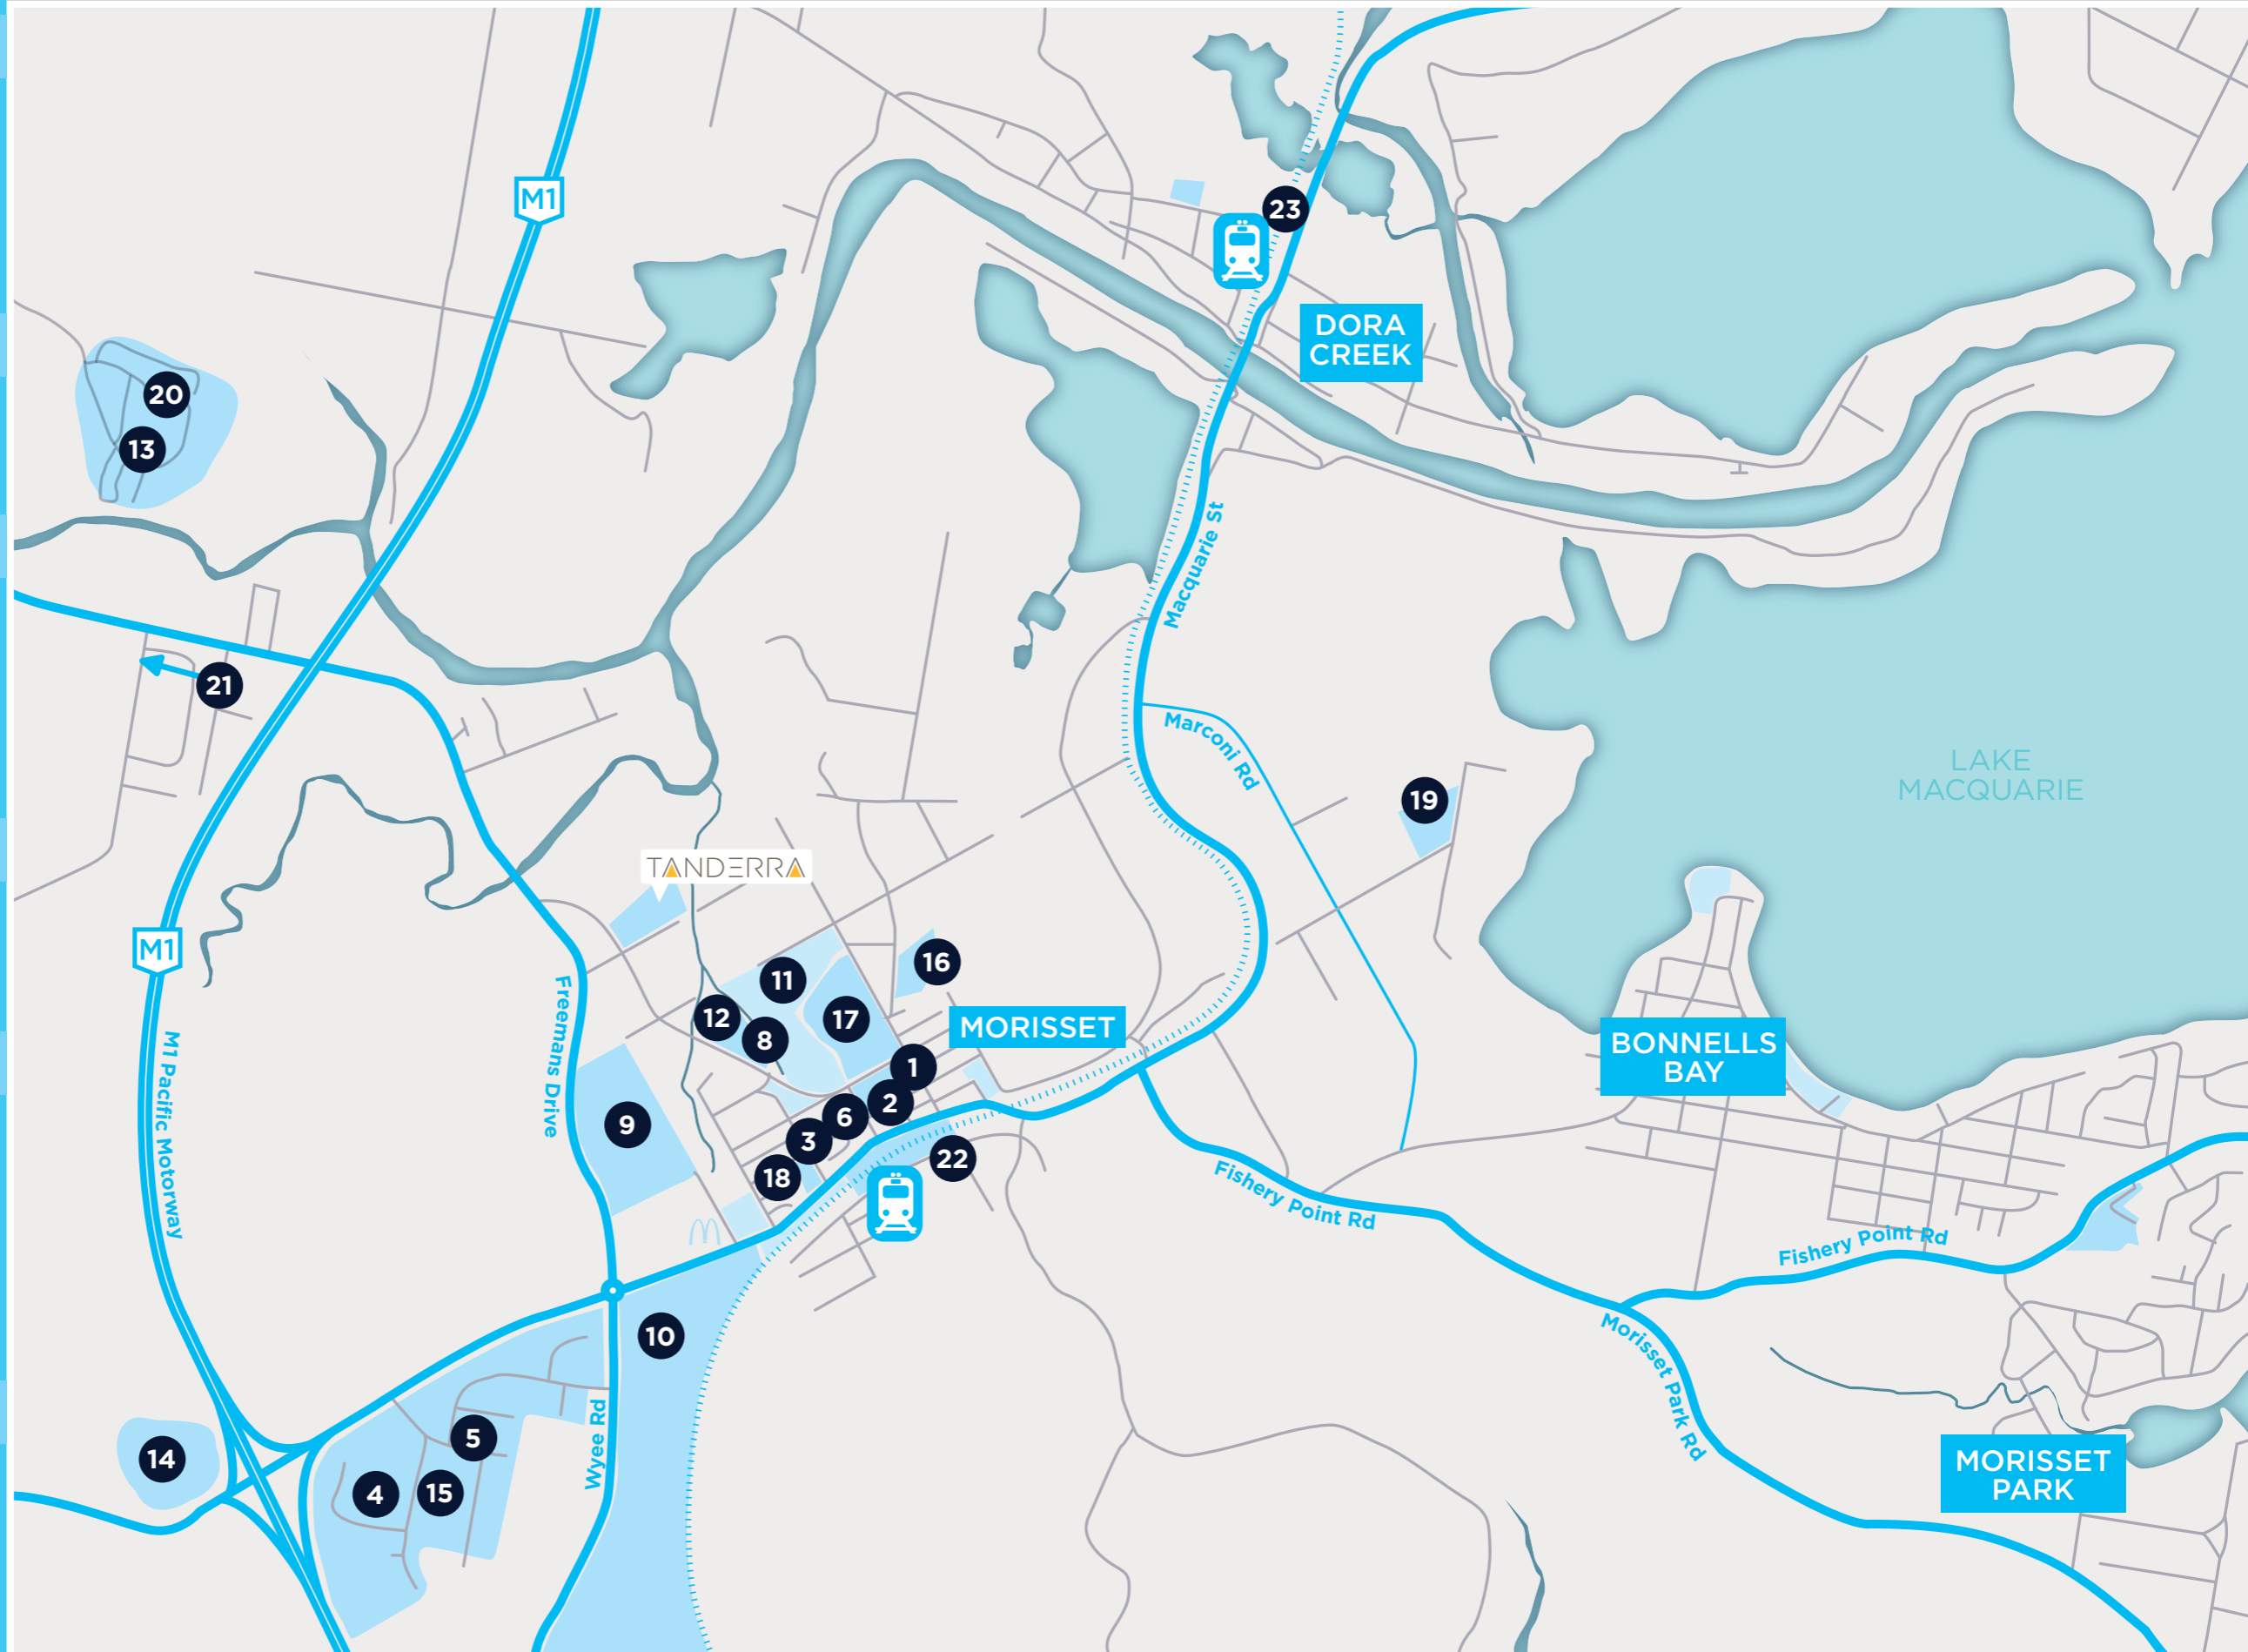 M1
23
DORA
CREEK
20
13
Macquarie St
21
Marconi Rd
LAKE
MACQUARIE
19
TANDERRA
M1
16
11
12
8
17
MORISSET
Freemans Drive
M1 Pacific Motorway
BONNELLS
BAY
1
2
6
3
9
22
18
Fishery Point Rd
Fishery Point Rd
10
Morisset Park Rd
Wyee Rd
5
14
4
15
MORISSET
PARK